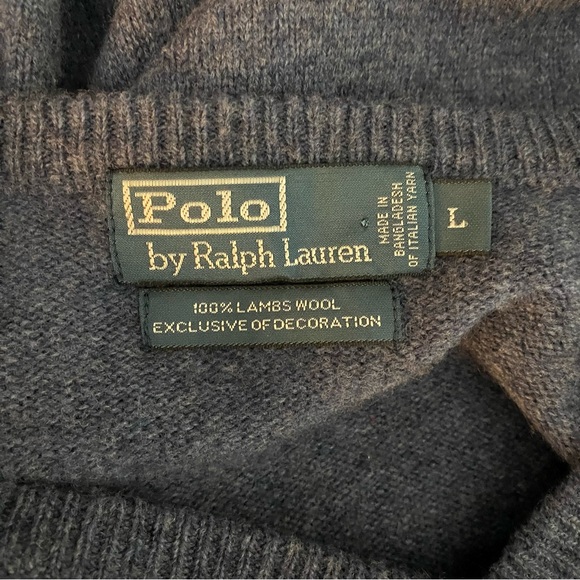 Polo
by Ralph Lauren
MADE IN
BANGLADESH
OF ITALIAN YARN
L
100% LAMBS WOOL
EXCLUSIVE OF DECORATION